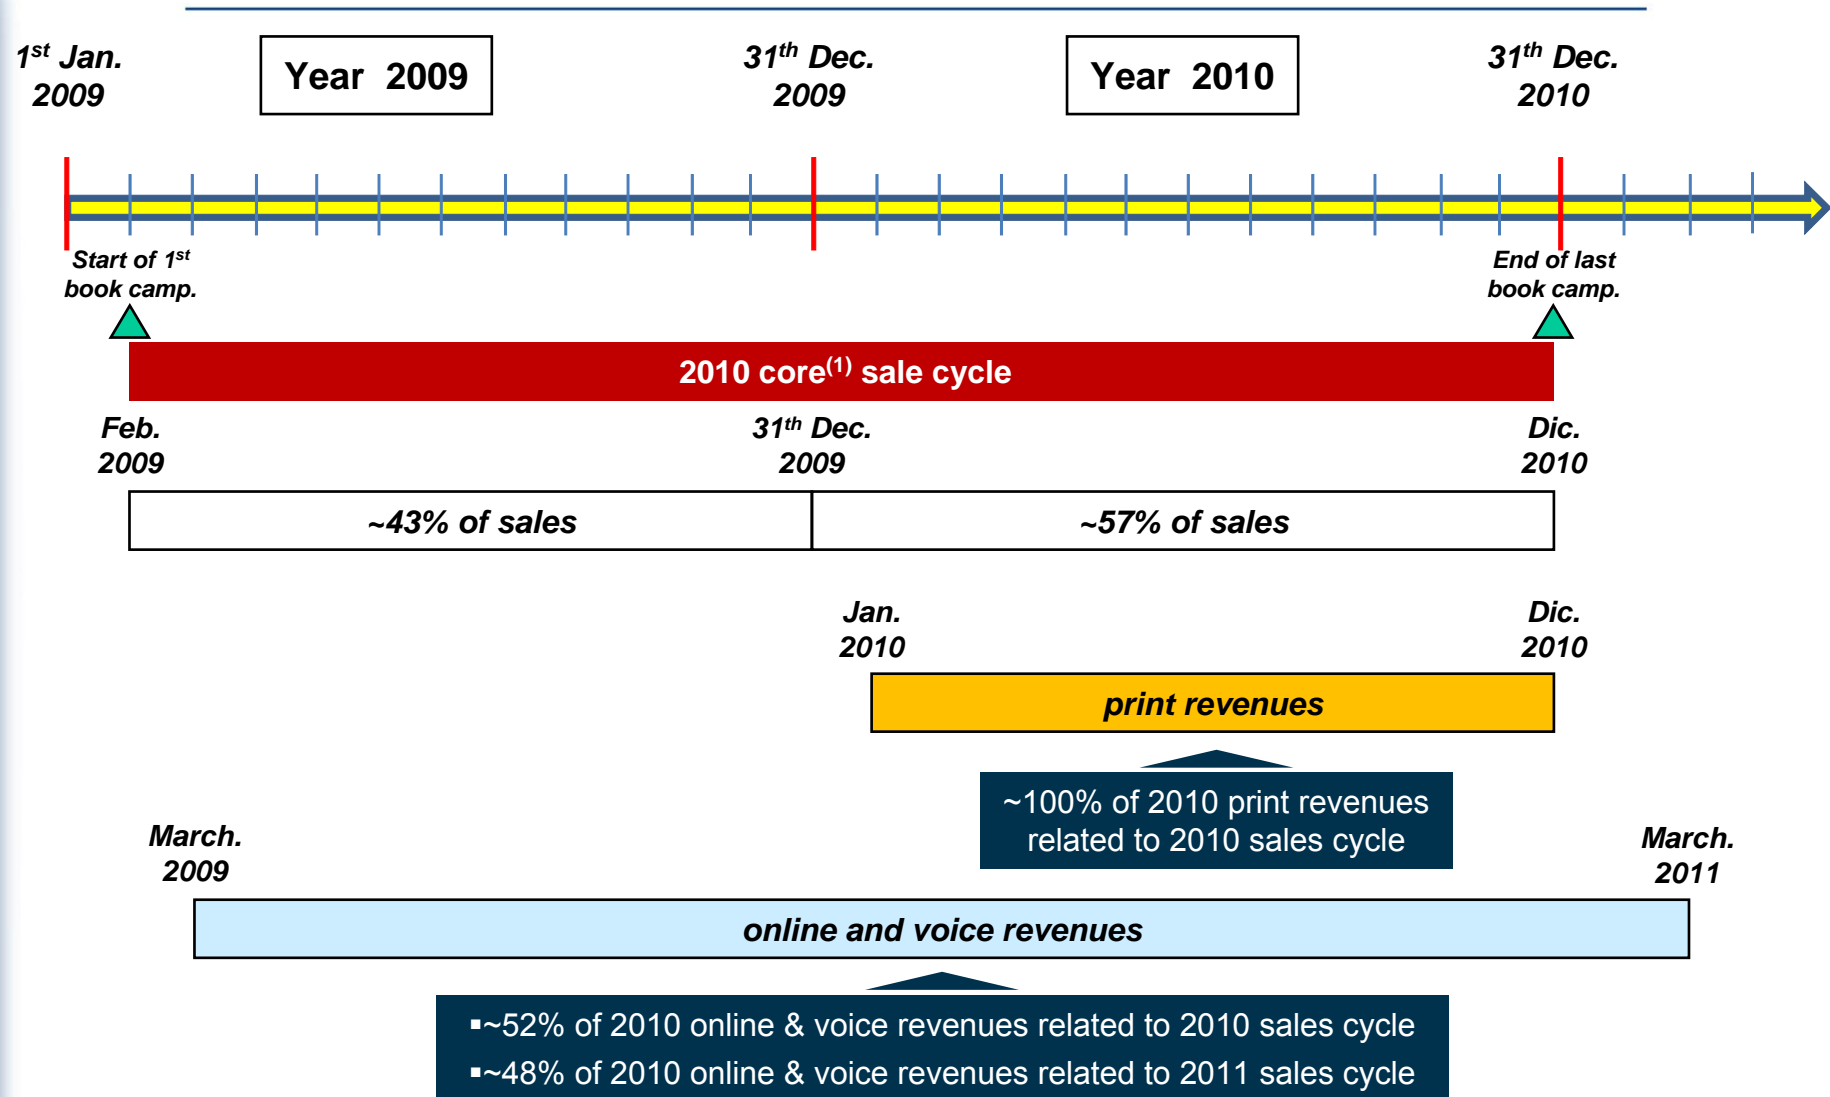 1st Jan.
2009
Year 2009
31th Dec.
2009
Year 2010
31th Dec.
2010
Start of 1st
book camp.
End of last
book camp.
2010 core(1) sale cycle
Feb.
2009
31th Dec.
2009
Dic.
2010
~43% of sales
~57% of sales
Jan.
2010
Dic.
2010
print revenues
~100% of 2010 print revenues
related to 2010 sales cycle
March.
2009
March.
2011
online and voice revenues
▪~52% of 2010 online & voice revenues related to 2010 sales cycle
▪~48% of 2010 online & voice revenues related to 2011 sales cycle